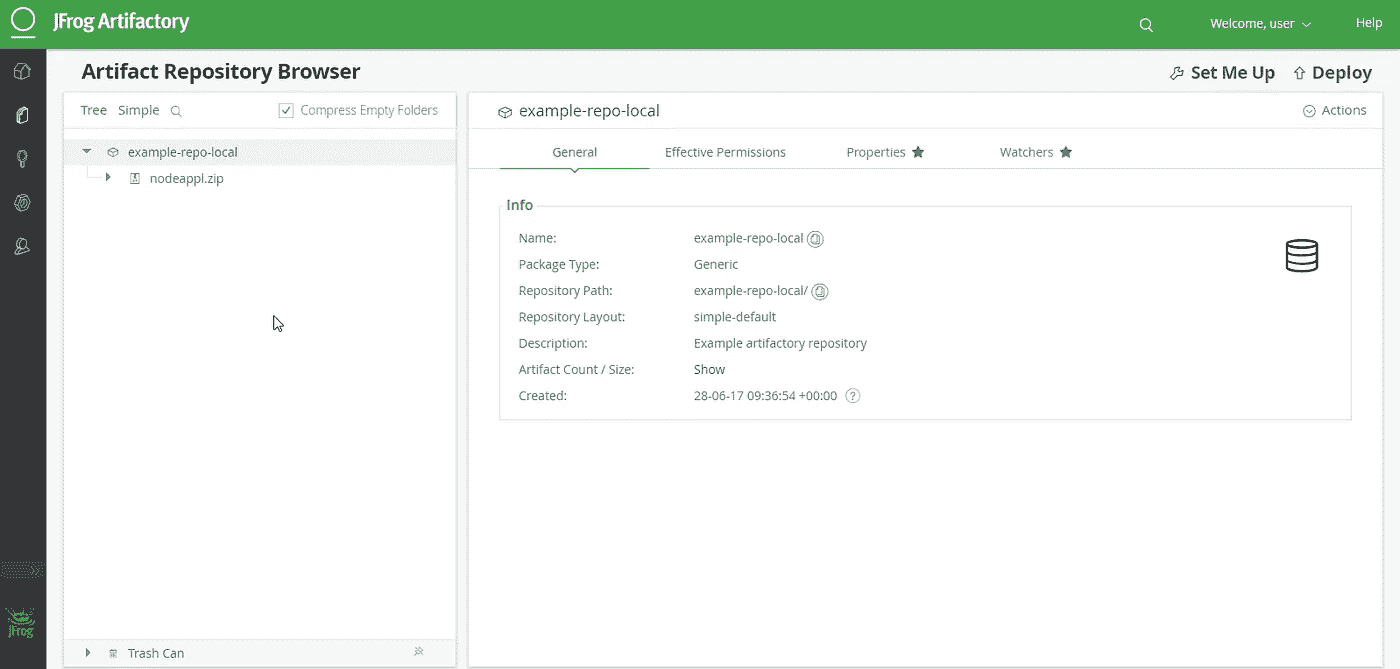 JFrog Artifactory
Welcome, user
Help
Artifact Repository Browser
Set Me Up
Deploy
Tree Simple
Compress Empty Folders
example-repo-local
nodeappl.zip
Trash Can
example-repo-local
Actions
General Effective Permissions Properties Watchers
Info
Name: example-repo-local
Package Type: Generic
Repository Path: example-repo-local/
Repository Layout: simple-default
Description: Example artifactory repository
Artifact Count / Size: Show
Created: 28-06-17 09:36:54 +00:00 ?
JFrog